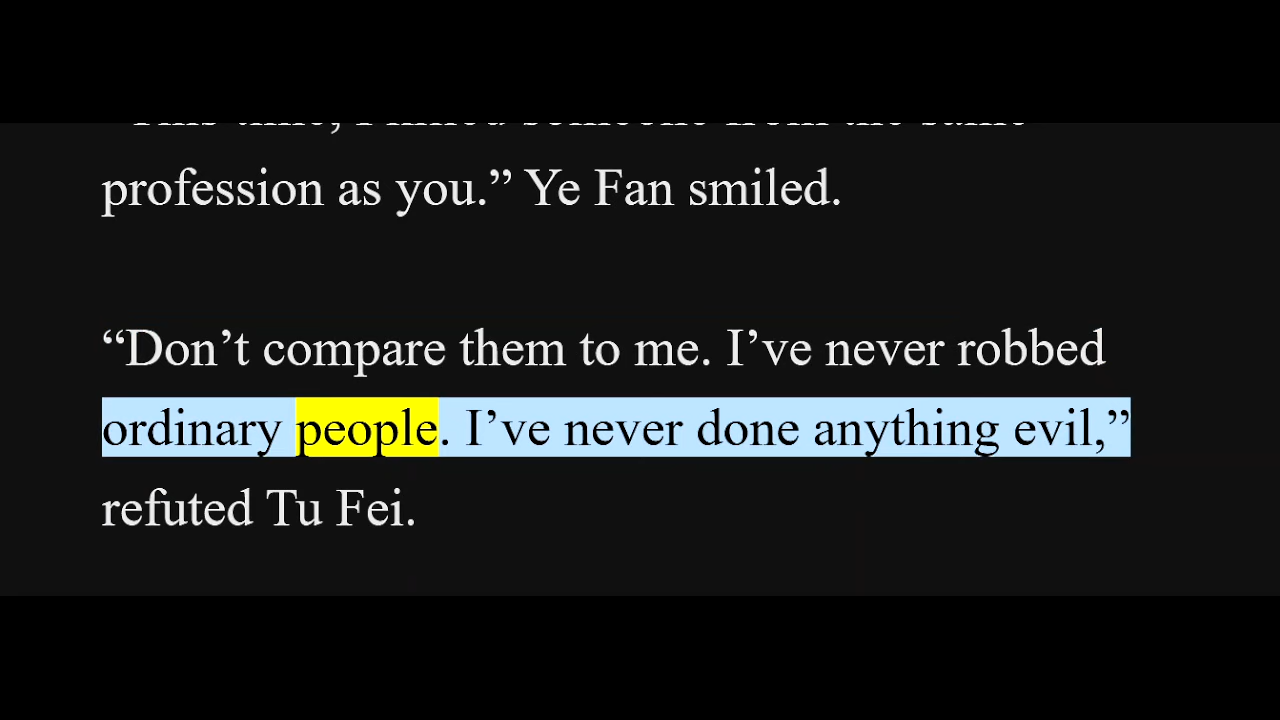 profession as you.” Ye Fan smiled.
“Don’t compare them to me. I’ve never robbed
ordinary people. I’ve never done anything evil,”
refuted Tu Fei.